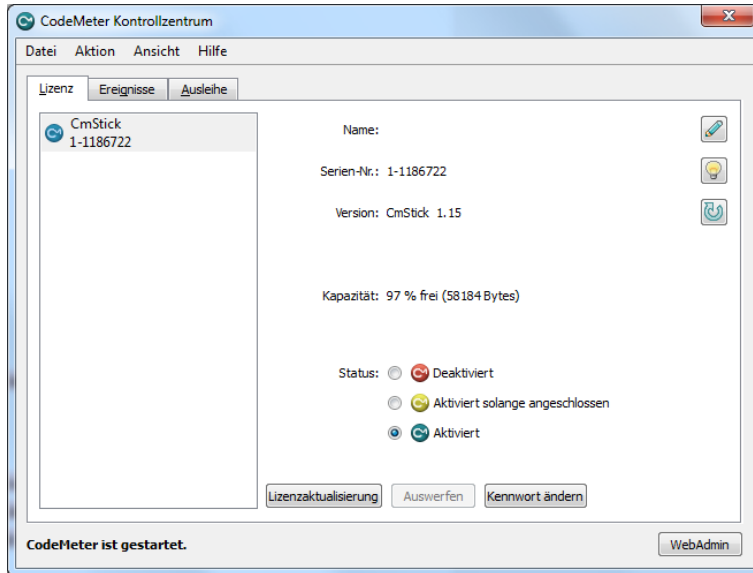 CodeMeter Kontrollzentrum
Datei Aktion Ansicht Hilfe
Lizenz Ereignisse Ausleihe
CmStick
1-1186722
Name:
Serien-Nr.: 1-1186722
Version: CmStick 1.15
Kapazität: 97 % frei (58184 Bytes)
Status: Deaktiviert
Aktiviert solange angeschlossen
Aktiviert
Lizenzaktualisierung Auswerfen Kennwort ändern
CodeMeter ist gestartet. WebAdmin